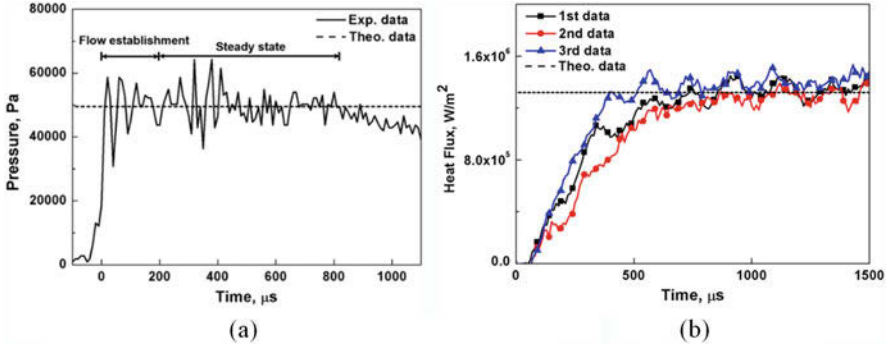 80000
60000
40000
20000
0
Pressure, Pa
Flow establishment
Steady state
Exp. data
Theo. data
0 200 400 600 800 1000
Time, μs
(a)
1.6x10⁶
8.0x10⁵
0.0
Heat Flux, W/m²
1st data
2nd data
3rd data
Theo. data
0 500 1000 1500
Time, μs
(b)